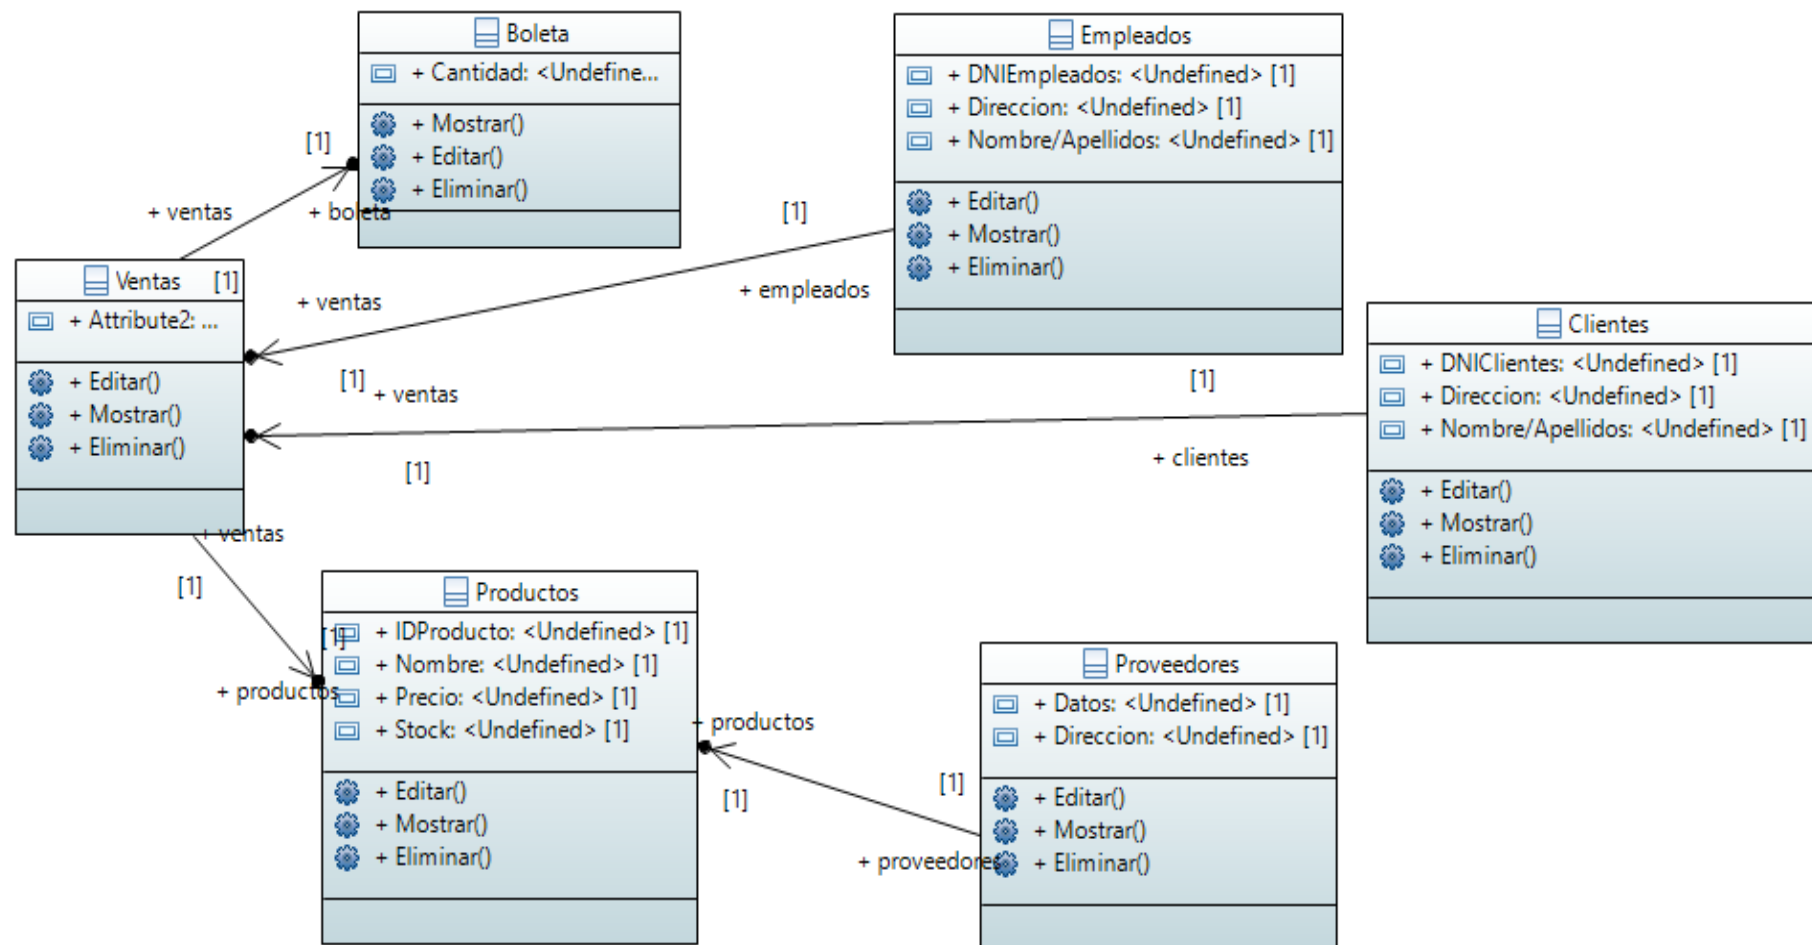 Boleta
+ Cantidad: <Undefine...
+ Mostrar()
+ Editar()
+ Eliminar()
[1]
+ ventas
+ boleta
Empleados
+ DNIEmpleados: <Undefined> [1]
+ Direccion: <Undefined> [1]
+ Nombre/Apellidos: <Undefined> [1]
+ Editar()
+ Mostrar()
+ Eliminar()
[1]
+ empleados
+ ventas
[1]
Ventas
[1]
+ Attribute2: ...
+ Editar()
+ Mostrar()
+ Eliminar()
+ ventas
[1]
[1]
+ clientes
Clientes
+ DNIClientes: <Undefined> [1]
+ Direccion: <Undefined> [1]
+ Nombre/Apellidos: <Undefined> [1]
+ Editar()
+ Mostrar()
+ Eliminar()
+ ventas
[1]
[1]
+ productos
Productos
+ IDProducto: <Undefined> [1]
+ Nombre: <Undefined> [1]
+ Precio: <Undefined> [1]
+ Stock: <Undefined> [1]
+ Editar()
+ Mostrar()
+ Eliminar()
+ productos
[1]
[1]
+ proveedores
Proveedores
+ Datos: <Undefined> [1]
+ Direccion: <Undefined> [1]
+ Editar()
+ Mostrar()
+ Eliminar()